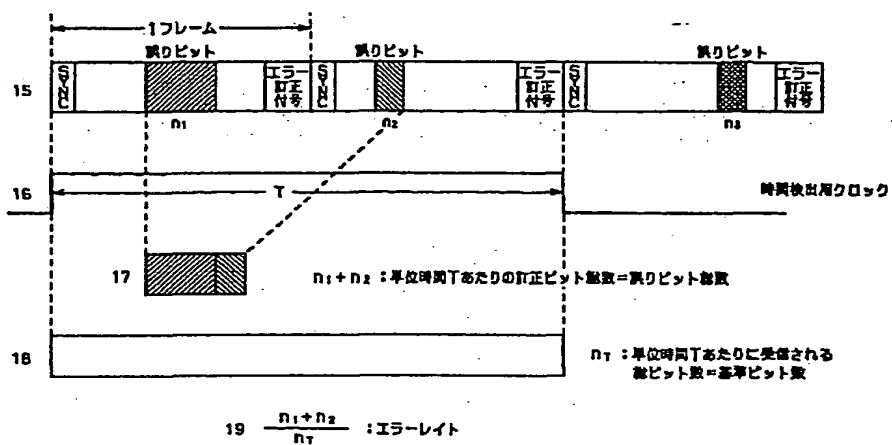 1フレーム
誤りビット
誤りビット
誤りビット
15
SYNC
エラー
訂正
付号
SYNC
エラー
訂正
付号
SYNC
エラー
訂正
付号
n₁
n₂
n₃
16
T
時間検出用クロック
17
n₁+n₂:単位時間Tあたりの訂正ビット総数=誤りビット総数
18
nT:単位時間Tあたりに受信される
総ビット数=基準ビット数
19 n₁+n₂
nT
:エラーレイト